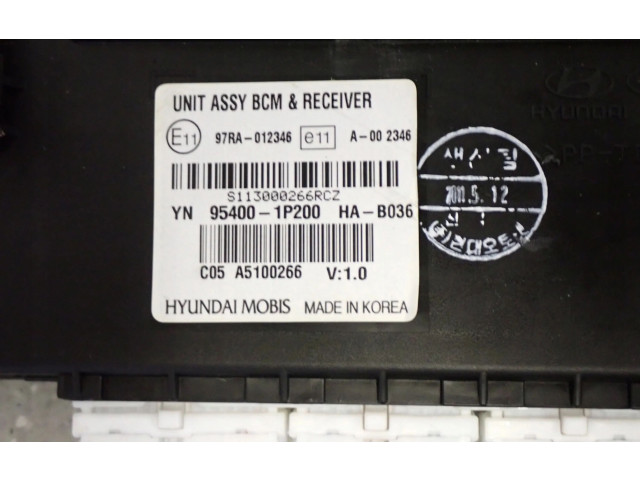 UNIT ASSY BCM & RECEIVER
E11 97RA-012346 e11 A-00 2346
S113000266RCZ
YN 95400-1P200 HA-B036
C05 A5100266 V:1.0
HYUNDAI MOBIS MADE IN KOREA
HYUNDAI
2011.5.12